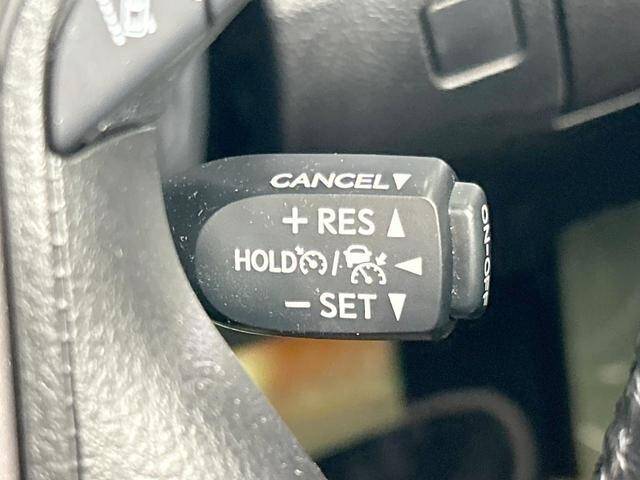 CANCEL▼
+ RES ▲
HOLD / ◀
− SET ▼
ON-OFF